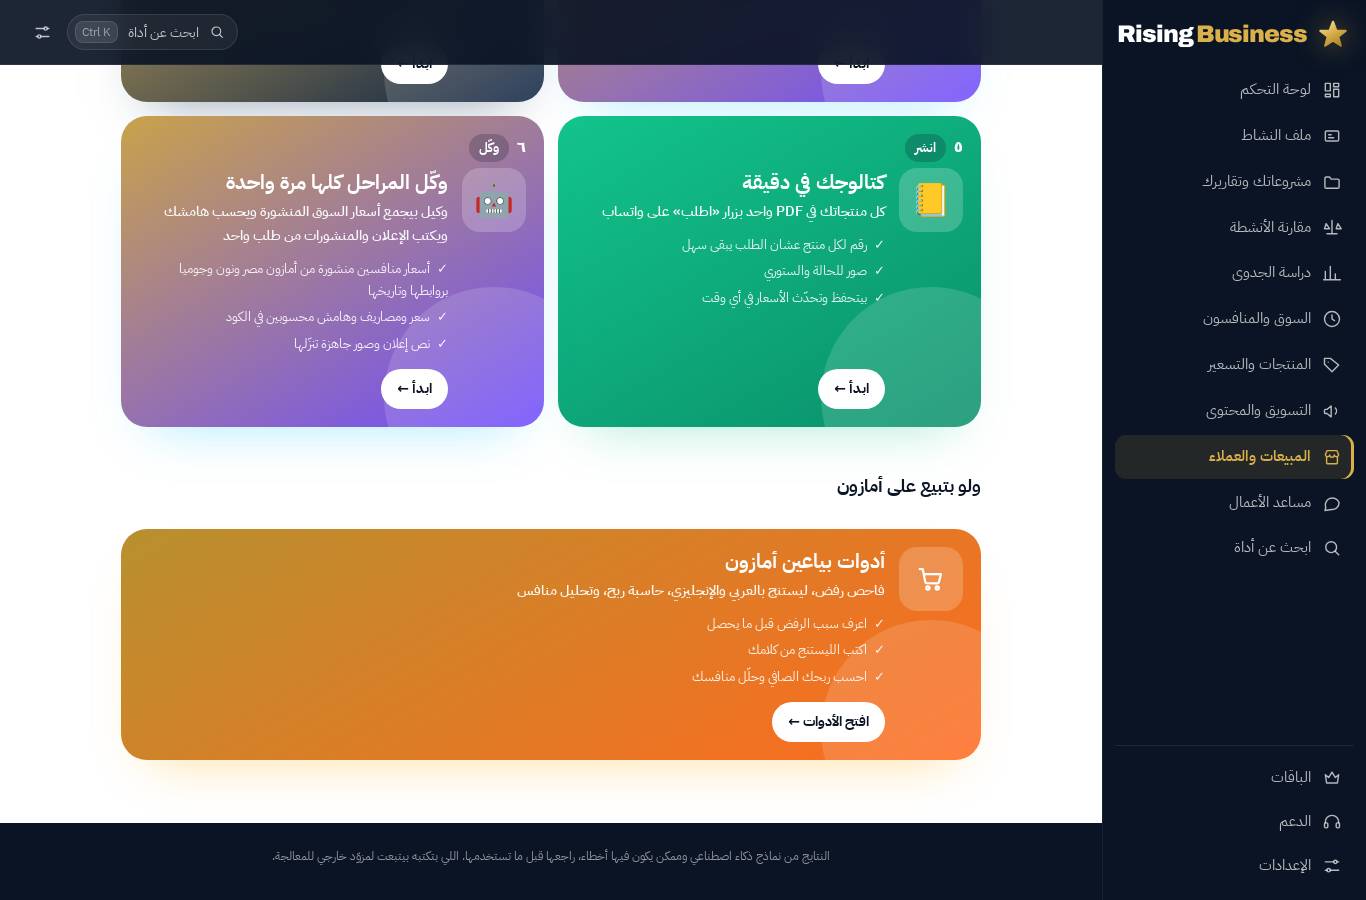 Rising Business
ابحث عن أداة
Ctrl K
لوحة التحكم
ملف النشاط
مشروعاتك وتقاريرك
مقارنة الأنشطة
دراسة الجدوى
السوق والمنافسون
المنتجات والتسعير
التسويق والمحتوى
المبيعات والعملاء
مساعد الأعمال
ابحث عن أداة
الباقات
الدعم
الإعدادات
ابدأ ←
ابدأ ←
٥ انشر
كتالوجك في دقيقة
كل منتجاتك في PDF واحد بزرار «اطلب» على واتساب
✓ رقم لكل منتج عشان الطلب يبقى سهل
✓ صور للحالة والستوري
✓ بيتحفظ وتحدّث الأسعار في أي وقت
ابدأ ←
٦ وكّل
وكّل المراحل كلها مرة واحدة
وكيل بيجمع أسعار السوق المنشورة ويحسب هامشك
ويكتب الإعلان والمنشورات من طلب واحد
✓ أسعار منافسين منشورة من أمازون مصر ونون وجوميا
بروابطها وتاريخها
✓ سعر ومصاريف وهامش محسوبين في الكود
✓ نص إعلان وصور جاهزة تنزّلها
ابدأ ←
ولو بتبيع على أمازون
أدوات بياعين أمازون
فاحص رفض، ليستنج بالعربي والإنجليزي، حاسبة ربح، وتحليل منافس
✓ اعرف سبب الرفض قبل ما يحصل
✓ اكتب الليستنج من كلامك
✓ احسب ربحك الصافي وحلّل منافسك
افتح الأدوات ←
النتايج من نماذج ذكاء اصطناعي وممكن يكون فيها أخطاء، راجعها قبل ما تستخدمها. اللي بتكتبه بيتبعت لمزوّد خارجي للمعالجة.